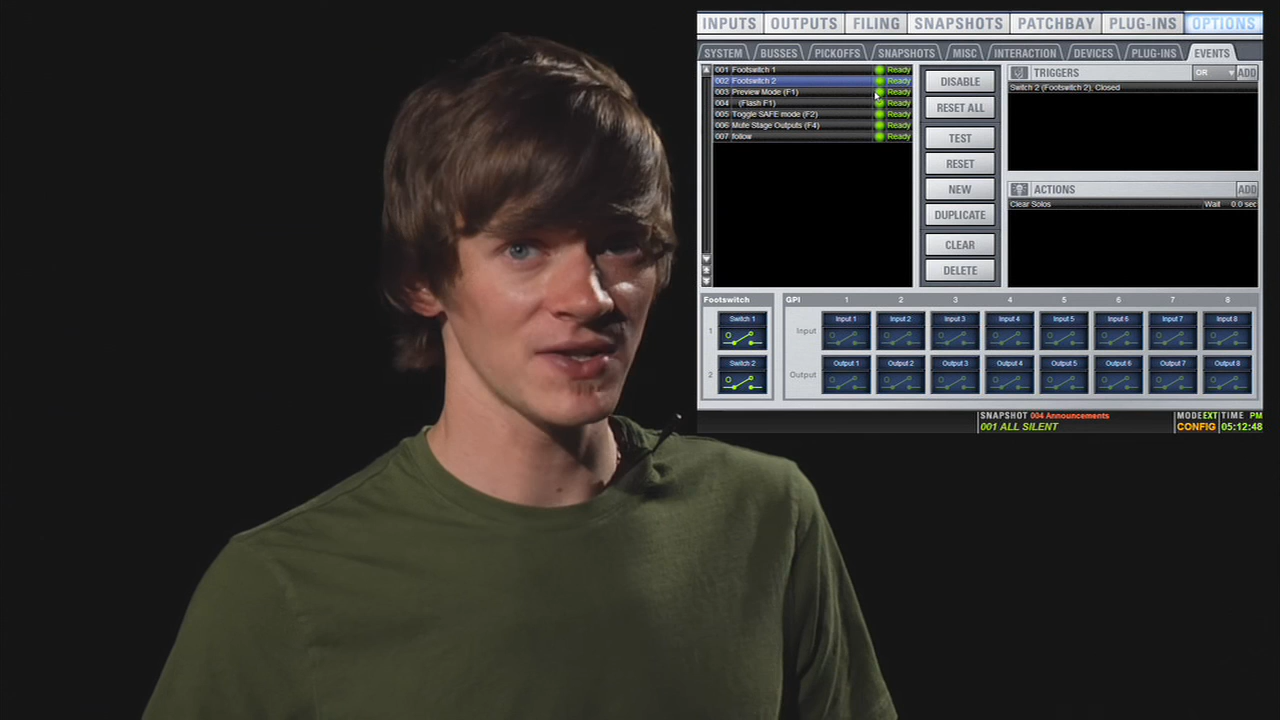 INPUTS OUTPUTS FILING SNAPSHOTS PATCHBAY PLUG-INS OPTIONS
SYSTEM BUSSES PICKOFFS SNAPSHOTS MISC INTERACTION DEVICES PLUG-INS EVENTS
001 Footswitch 1 Ready
002 Footswitch 2 Ready
003 Preview Mode (F1) Ready
004 (Flash F1) Ready
005 Toggle SAFE mode (F2) Ready
006 Mute Stage Outputs (F4) Ready
007 follow Ready
DISABLE
RESET ALL
TEST
RESET
NEW
DUPLICATE
CLEAR
DELETE
TRIGGERS OR ADD
Switch 2 (Footswitch 2), Closed
ACTIONS ADD
Clear Solos Wait 0.0 sec
Footswitch GPI 1 2 3 4 5 6 7 8
1 Switch 1 Input Input 1 Input 2 Input 3 Input 4 Input 5 Input 6 Input 7 Input 8
2 Switch 2 Output Output 1 Output 2 Output 3 Output 4 Output 5 Output 6 Output 7 Output 8
SNAPSHOT 004 Announcements MODE EXT TIME PM
001 ALL SILENT CONFIG 05:12:48